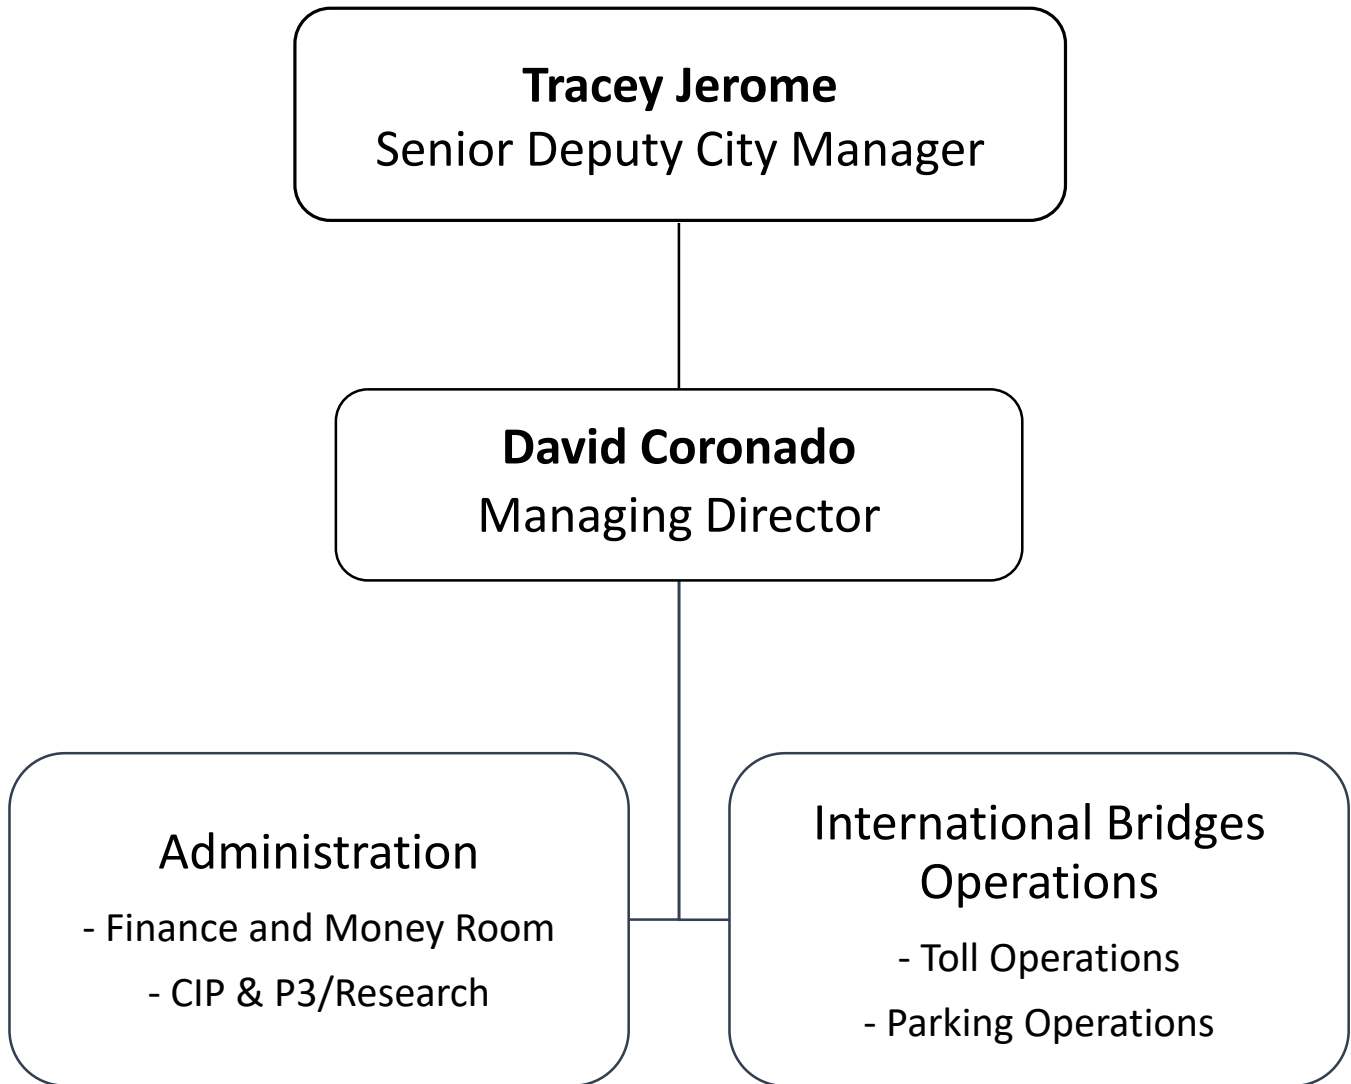 Tracey Jerome
Senior Deputy City Manager
David Coronado
Managing Director
Administration
- Finance and Money Room
- CIP & P3/Research
International Bridges
Operations
- Toll Operations
- Parking Operations